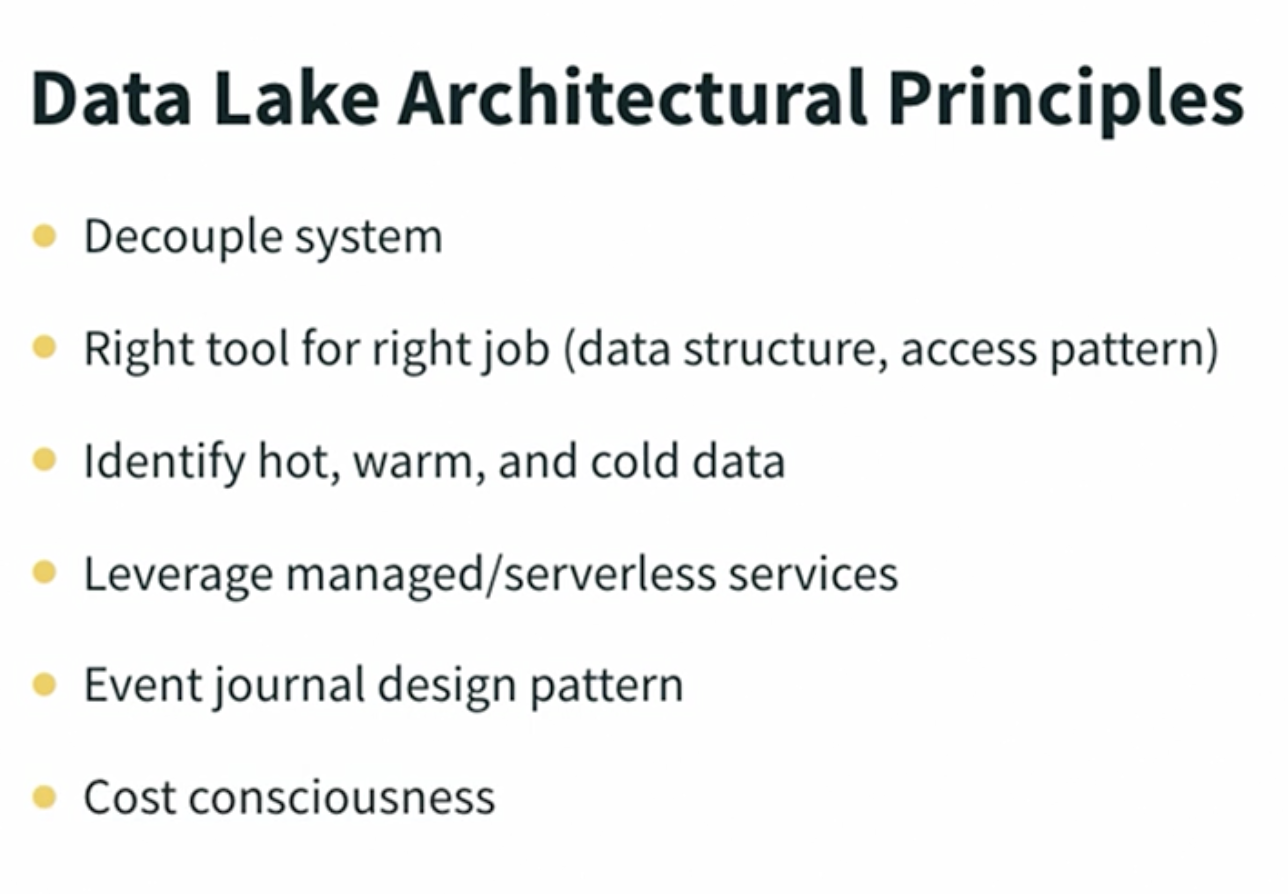 Data Lake Architectural Principles
Decouple system
Right tool for right job (data structure, access pattern)
Identify hot, warm, and cold data
Leverage managed/serverless services
Event journal design pattern
Cost consciousness